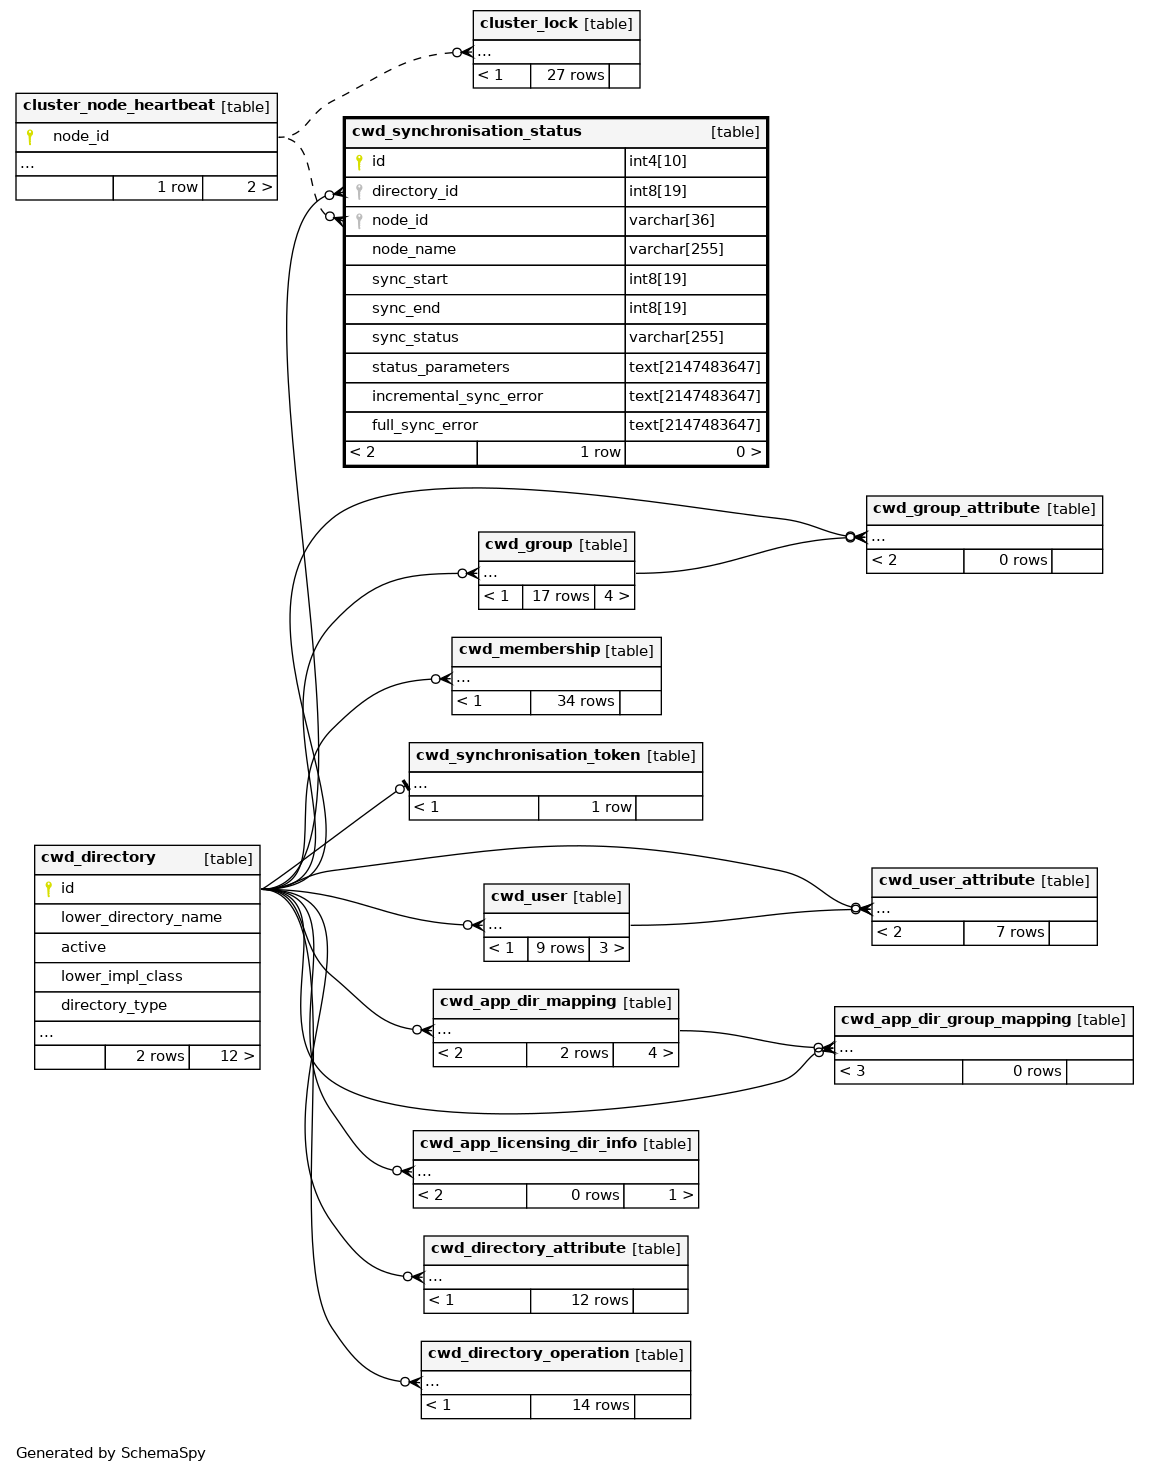 cluster_lock [table]
...
< 1 27 rows
cluster_node_heartbeat [table]
node_id
...
1 row 2 >
cwd_synchronisation_status [table]
id int4[10]
directory_id int8[19]
node_id varchar[36]
node_name varchar[255]
sync_start int8[19]
sync_end int8[19]
sync_status varchar[255]
status_parameters text[2147483647]
incremental_sync_error text[2147483647]
full_sync_error text[2147483647]
< 2 1 row 0 >
cwd_group_attribute [table]
...
< 2 0 rows
cwd_group [table]
...
< 1 17 rows 4 >
cwd_membership [table]
...
< 1 34 rows
cwd_synchronisation_token [table]
...
< 1 1 row
cwd_directory [table]
id
lower_directory_name
active
lower_impl_class
directory_type
...
2 rows 12 >
cwd_user [table]
...
< 1 9 rows 3 >
cwd_user_attribute [table]
...
< 2 7 rows
cwd_app_dir_mapping [table]
...
< 2 2 rows 4 >
cwd_app_dir_group_mapping [table]
...
< 3 0 rows
cwd_app_licensing_dir_info [table]
...
< 2 0 rows 1 >
cwd_directory_attribute [table]
...
< 1 12 rows
cwd_directory_operation [table]
...
< 1 14 rows
Generated by SchemaSpy